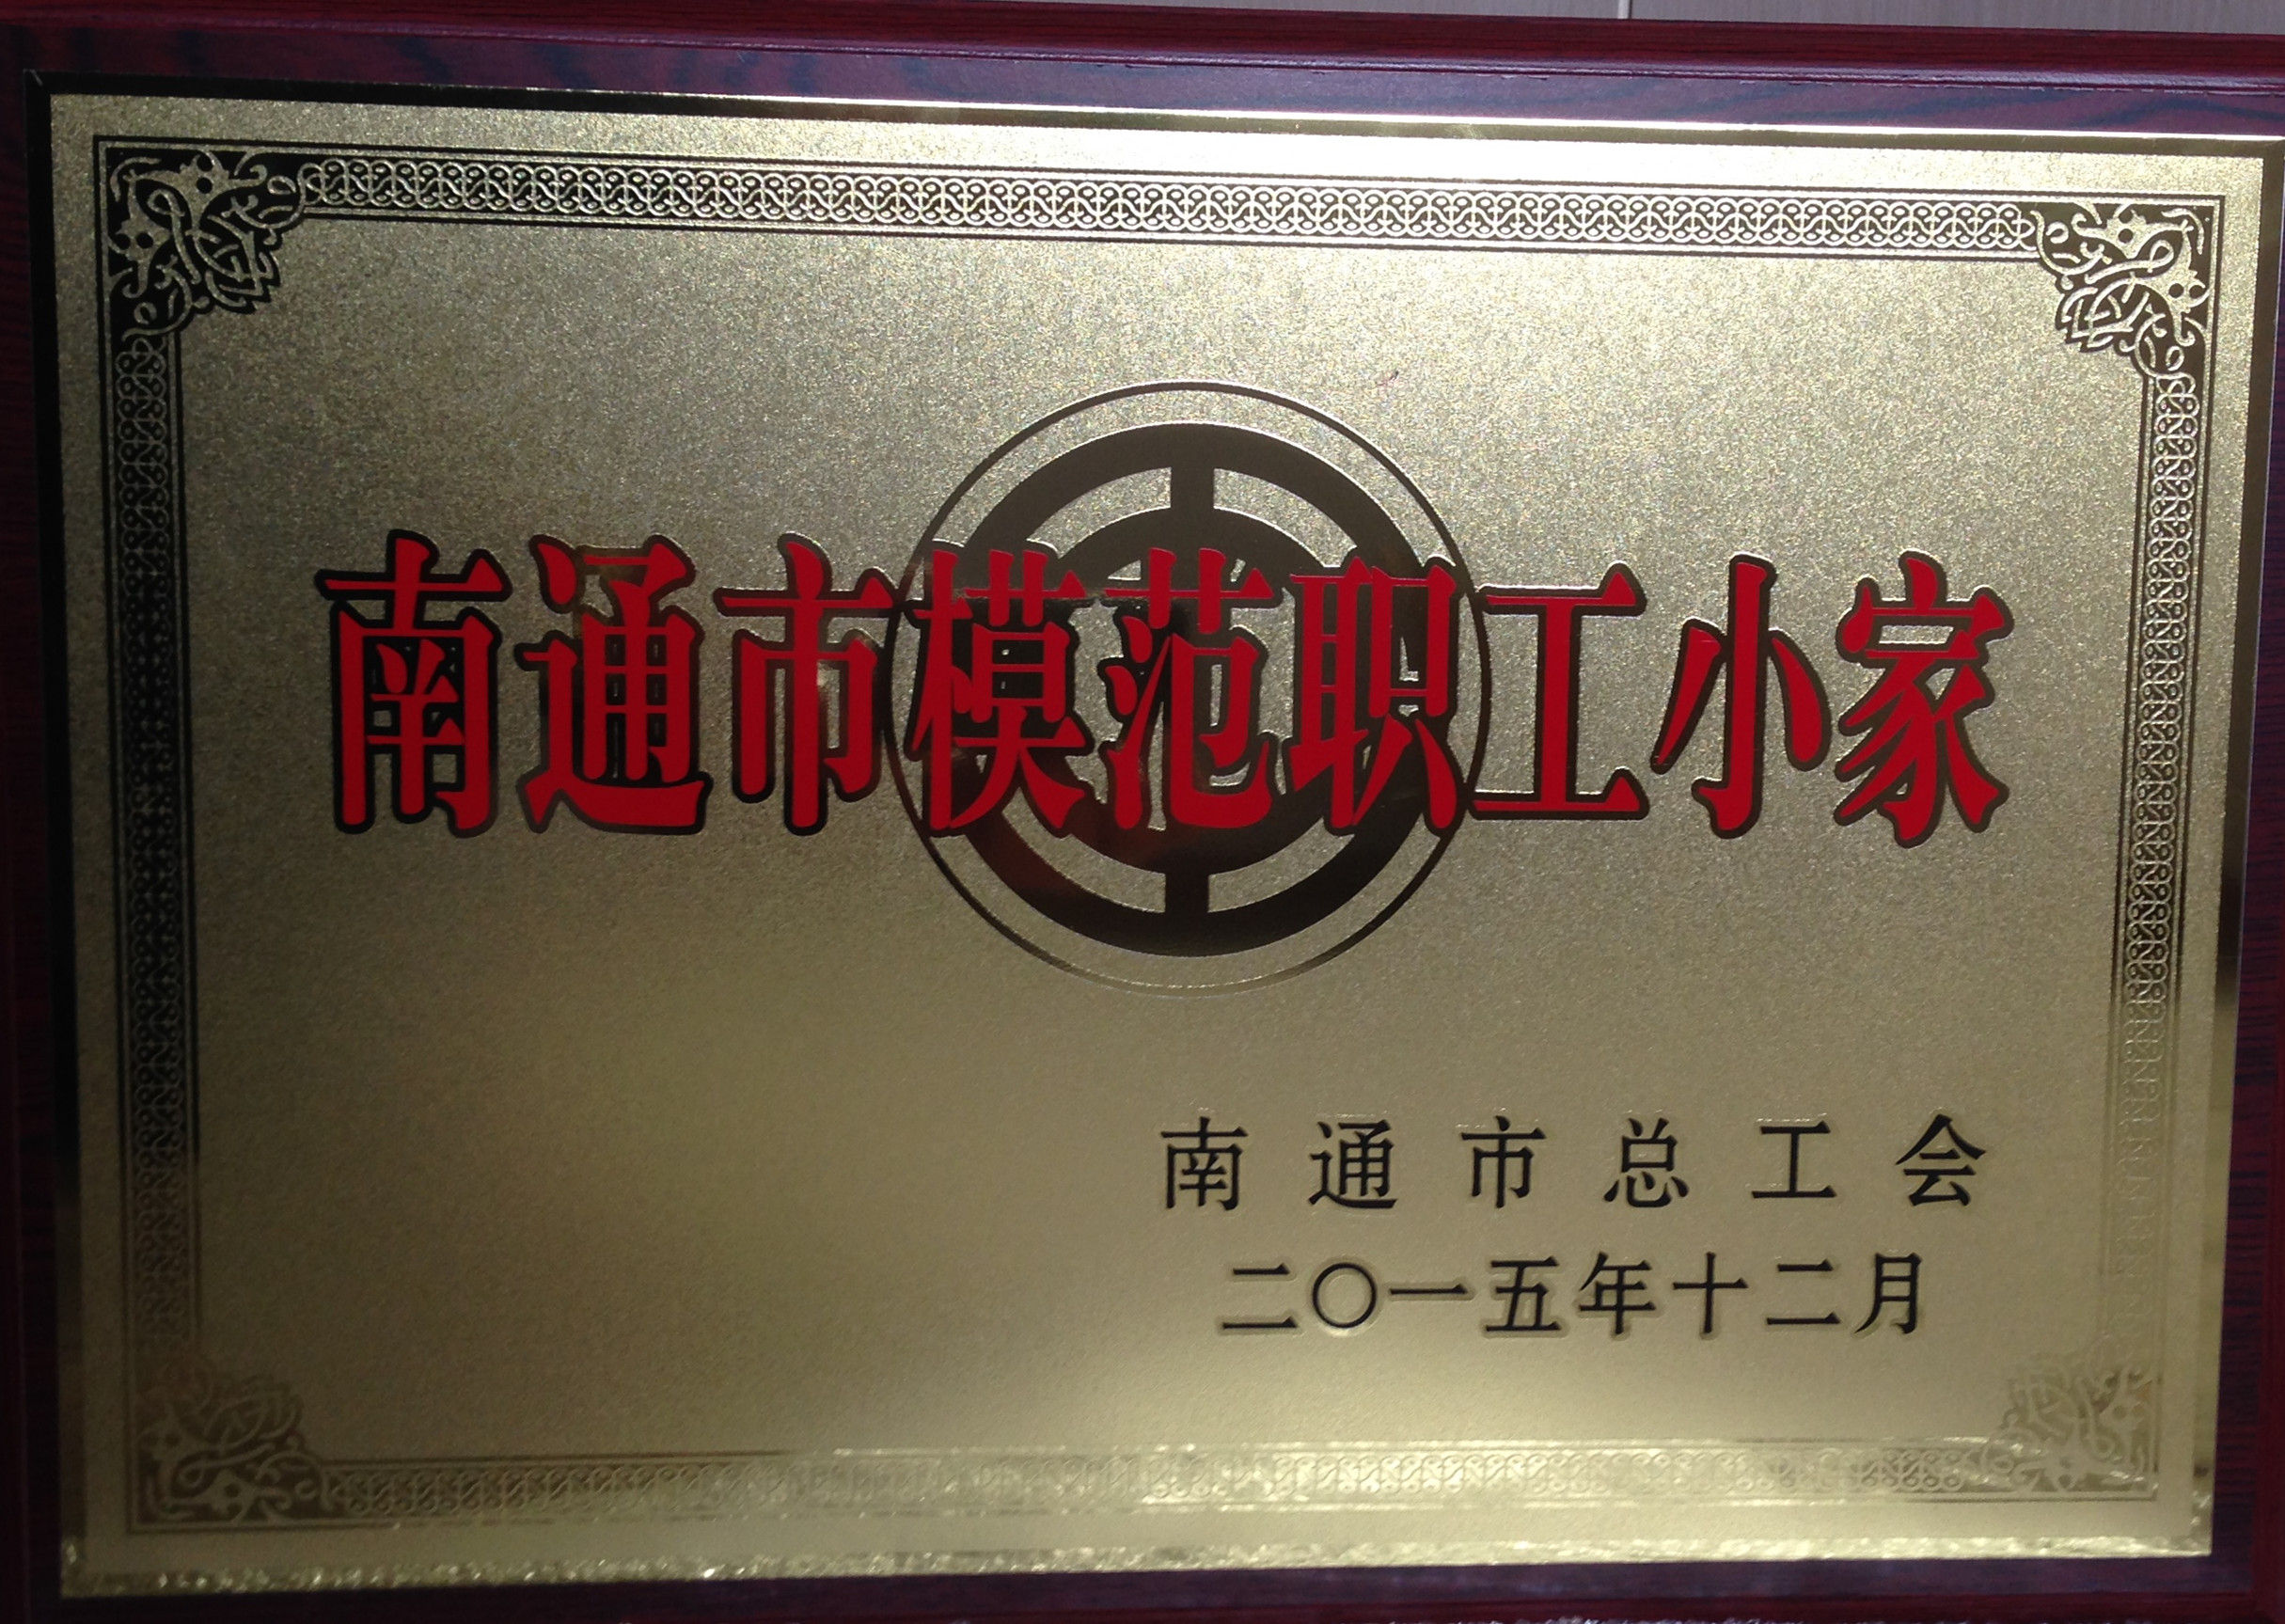 南通市模范职工小家
南通市总工会
二〇一五年十二月